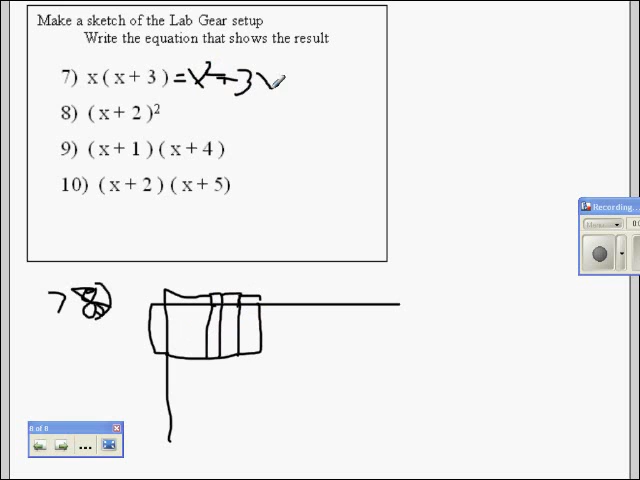 Make a sketch of the Lab Gear setup
Write the equation that shows the result
7) x ( x + 3 ) = x² + 3x
8) ( x + 2 )²
9) ( x + 1 ) ( x + 4 )
10) ( x + 2 ) ( x + 5)
Recording...
8 of 8